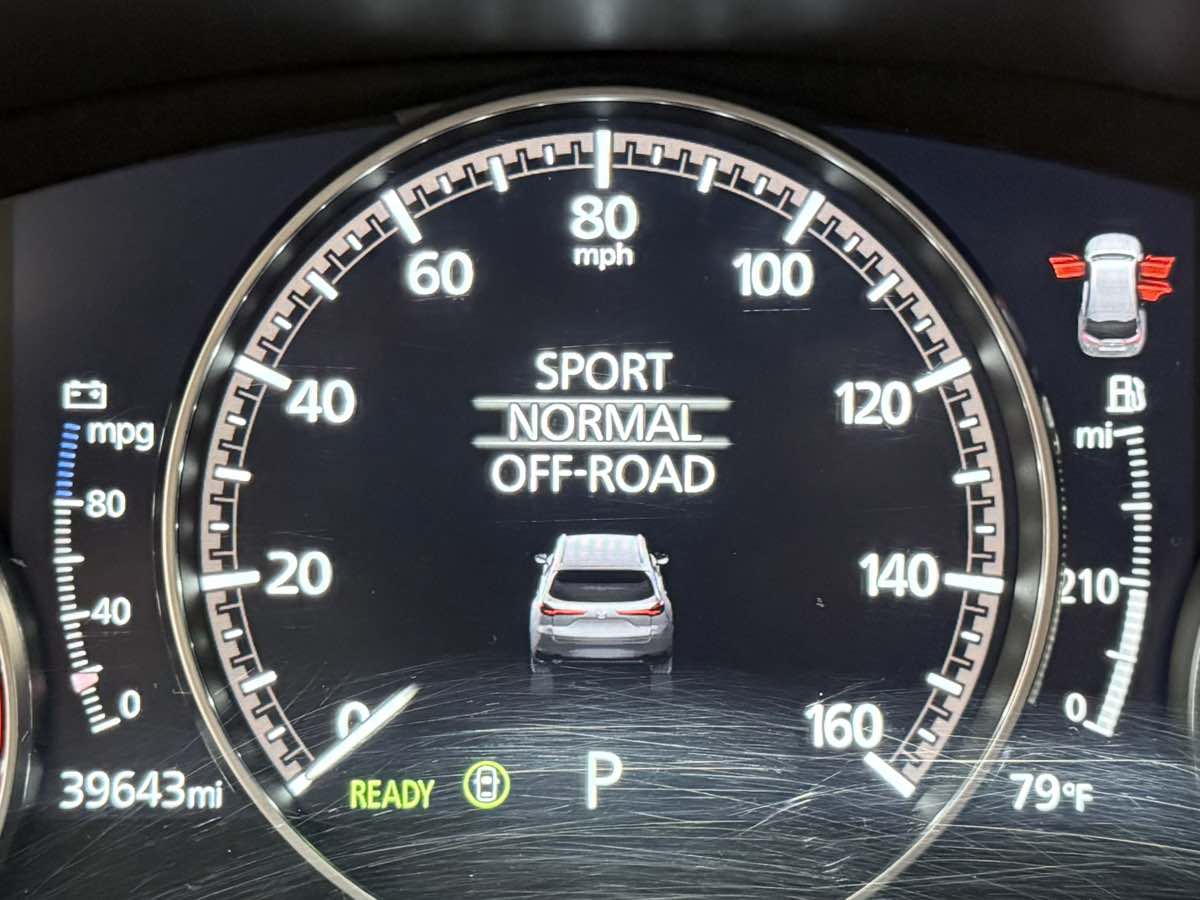 80
mph
60
100
SPORT
40
NORMAL
120
mpg
mi
OFF-ROAD
80
20
140
210
40
0
0
160
0
39643mi
READY
P
79°F